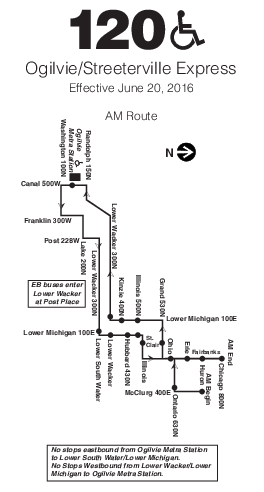 120
Ogilvie/Streeterville Express
Effective June 20, 2016
AM Route
N
Randolph 150N
Ogilvie
Metra Station
Washington 100N
Canal 500W
Franklin 300W
Post 228W
Lake 200N
Lower Wacker 300N
Lower Wacker 300N
EB buses enter
Lower Wacker
at Post Place
Kinzie 400N
Illinois 500N
Grand 530N
Lower Michigan 100E
Lower Michigan 100E
St.
Clair
Ohio
Erie
Fairbanks
Huron
AM Begin
Chicago 800N
AM End
Lower South Water
Lower Wacker
Hubbard 430N
Illinois
McClurg 400E
Ontario 630N
No stops eastbound from Ogilvie Metra Station
to Lower South Water/Lower Michigan.
No Stops Westbound from Lower Wacker/Lower
Michigan to Ogilvie Metra Station.